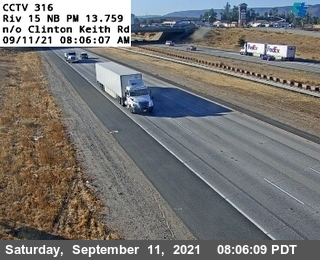 CCTV 316
Riv 15 NB PM 13.759
n/o Clinton Keith Rd
09/11/21 08:06:07 AM
FedEx
FedEx
Saturday, September 11, 2021 08:06:09 PDT